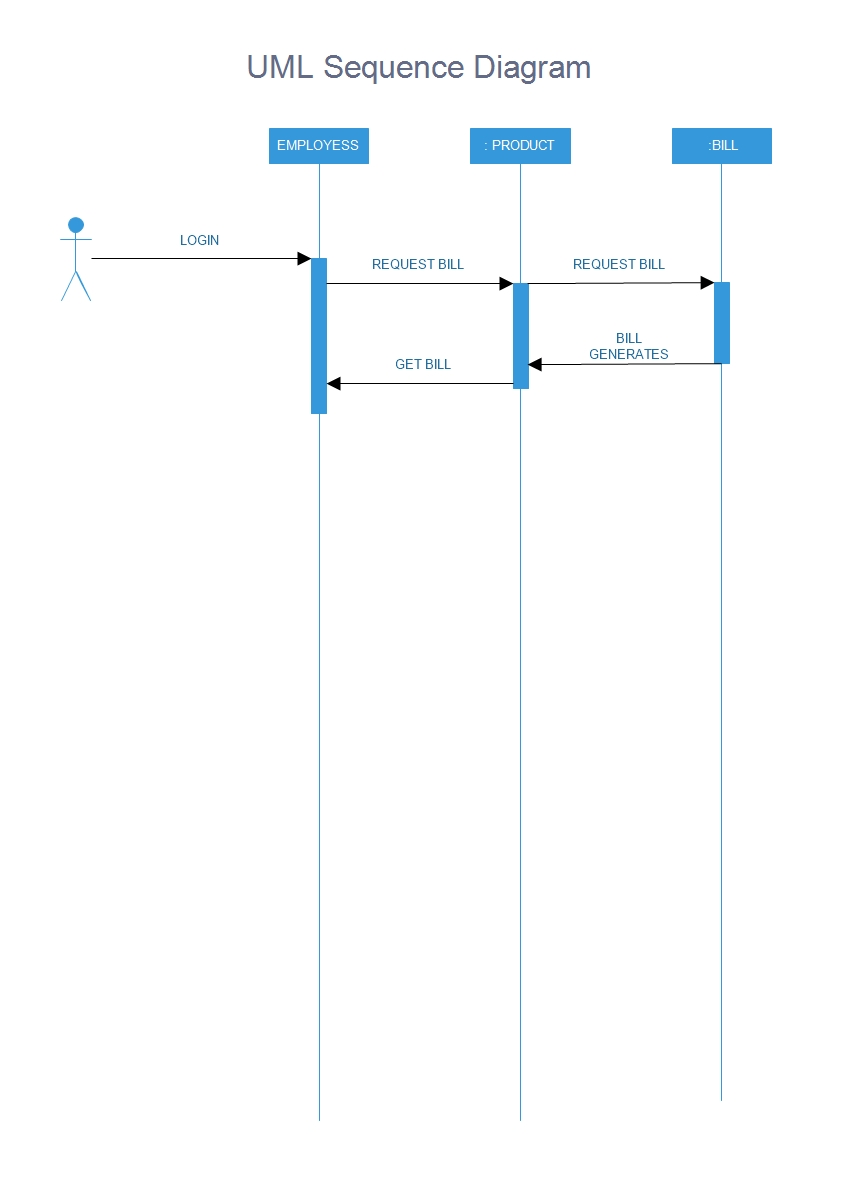 UML Sequence Diagram
EMPLOYESS
: PRODUCT
:BILL
LOGIN
REQUEST BILL
REQUEST BILL
BILL
GENERATES
GET BILL